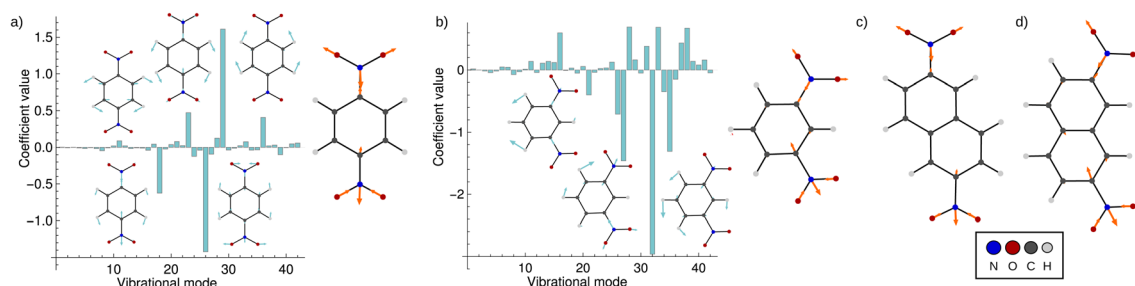 a)
Coefficient value
1.5
1.0
0.5
0.0
−0.5
−1.0
10
20
30
40
Vibrational mode
b)
Coefficient value
0
−1
−2
10
20
30
40
Vibrational mode
c)
d)
N O C H